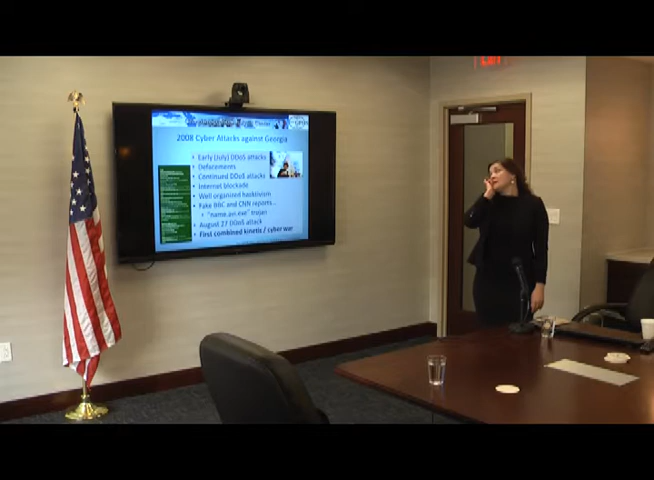 EXIT
2008 Cyber Attacks against Georgia
• Early (July) DDoS attacks
• Defacements
• Continued DDoS attacks
• Internet blockade
• Well organized hacktivism
• Fake BBC and CNN reports...
• "name.avi.exe" trojan
• August 27 DDoS attack
• First combined kinetic / cyber war